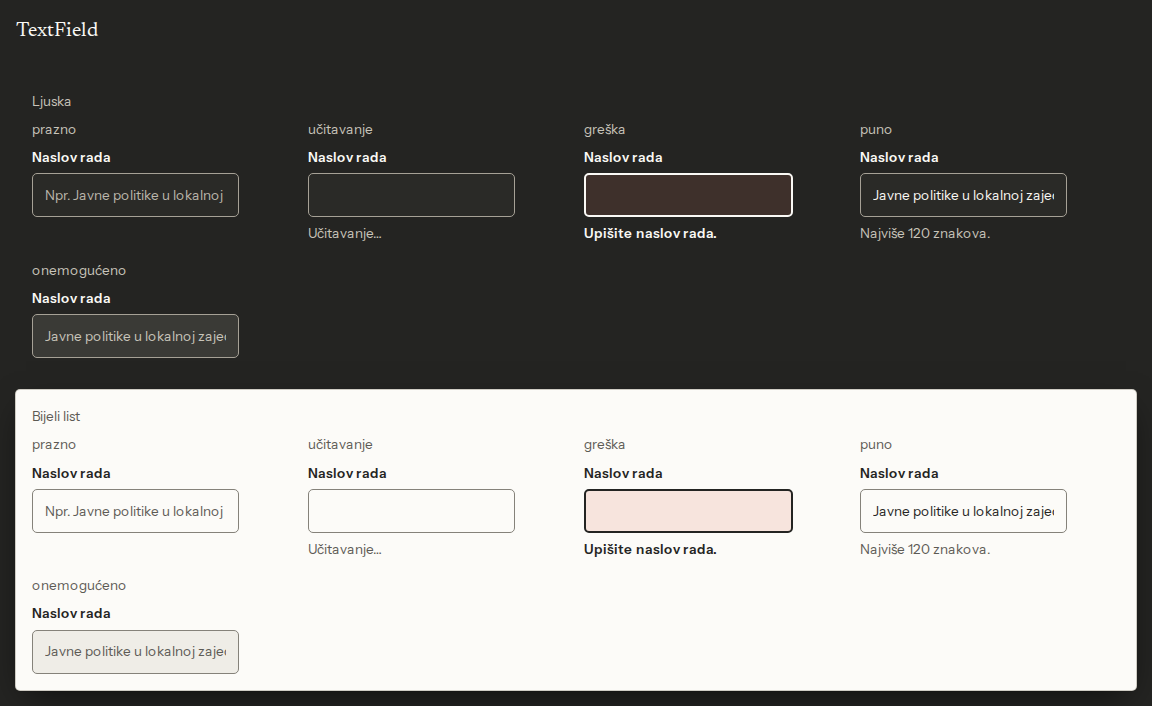 TextField
Ljuska
prazno
učitavanje
greška
puno
Naslov rada
Naslov rada
Naslov rada
Naslov rada
Npr. Javne politike u lokalnoj
Javne politike u lokalnoj zaje
Učitavanje…
Upišite naslov rada.
Najviše 120 znakova.
onemogućeno
Naslov rada
Javne politike u lokalnoj zaje
Bijeli list
prazno
učitavanje
greška
puno
Naslov rada
Naslov rada
Naslov rada
Naslov rada
Npr. Javne politike u lokalnoj
Javne politike u lokalnoj zaje
Učitavanje…
Upišite naslov rada.
Najviše 120 znakova.
onemogućeno
Naslov rada
Javne politike u lokalnoj zaje